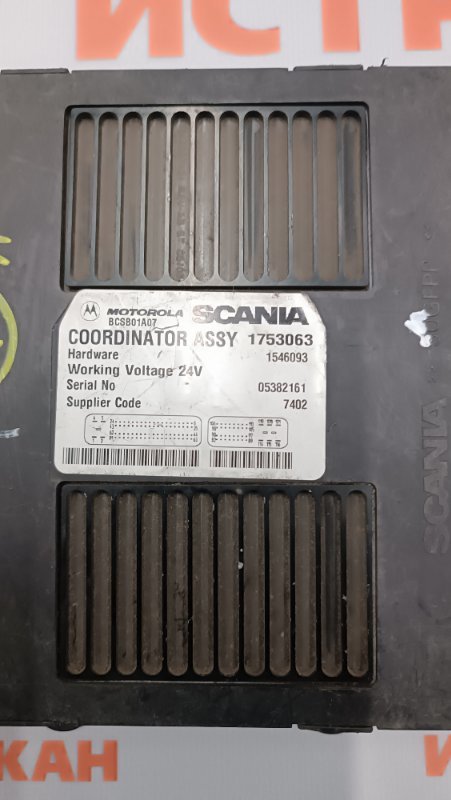 ИСТРК
MOTOROLA SCANIA
BCSB01A07
COORDINATOR ASSY 1753063
Hardware 1546093
Working Voltage 24V
Serial No 05382161
Supplier Code 7402
SCANIA
КАН
И